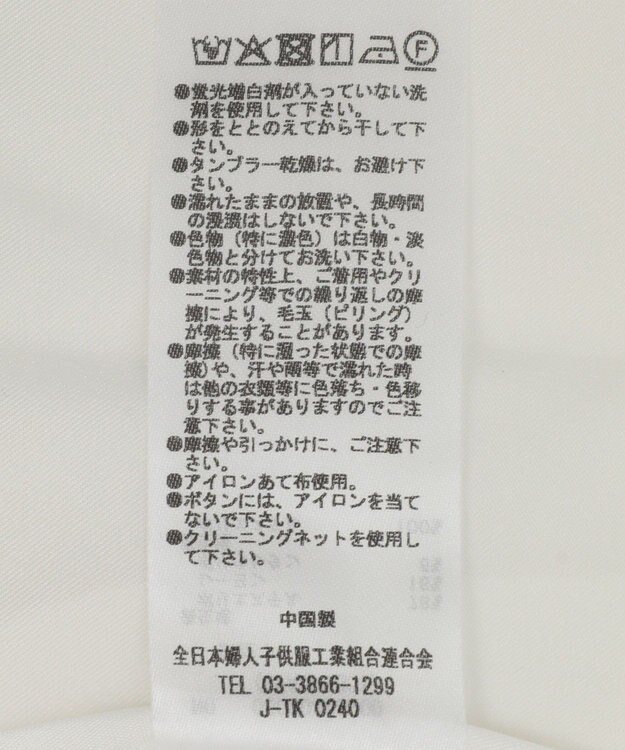 ●蛍光増白剤が入っていない洗
剤を使用して下さい。
●形をととのえてから干して下
さい。
●タンブラー乾燥は、お避け下
さい。
●濡れたままの放置や、長時間
の浸漬はしないで下さい。
●色物（特に濃色）は白物・淡
色物と分けてお洗い下さい。
●素材の特性上、ご着用やクリ
ーニング等での繰り返しの摩
擦により、毛玉（ピリング）
が発生することがあります。
●摩擦（特に湿った状態での摩
擦）や、汗や雨等で濡れた時
は他の衣類等に色落ち・色移
りする事がありますのでご注
意下さい。
●摩擦や引っかけに、ご注意下
さい。
●アイロンあて布使用。
●ボタンには、アイロンを当て
ないで下さい。
●クリーニングネットを使用し
て下さい。
中国製
全日本婦人子供服工業組合連合会
TEL 03-3866-1299
J-TK 0240